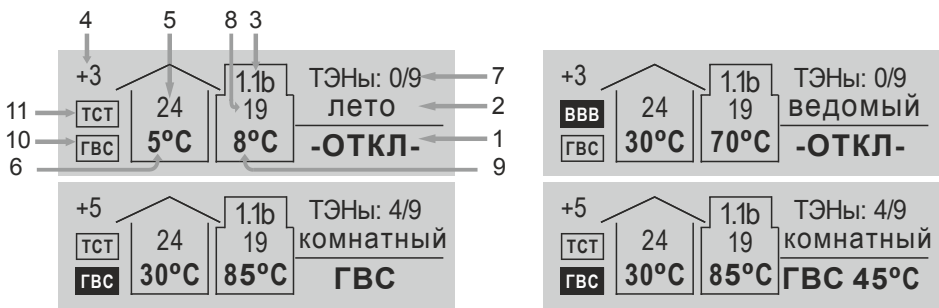 4 5 8 3
+3 1.1b ТЭНы: 0/9 7
11 ТСТ 24 19 лето 2
10 ГВС 5ºC 8ºC -ОТКЛ- 1
6 9
+3 1.1b ТЭНы: 0/9
ВВВ 24 19 ведомый
ГВС 30ºC 70ºC -ОТКЛ-
+5 1.1b ТЭНы: 4/9
ТСТ 24 19 комнатный
ГВС 30ºC 85ºC ГВС
+5 1.1b ТЭНы: 4/9
ТСТ 24 19 комнатный
ГВС 30ºC 85ºC ГВС 45ºC